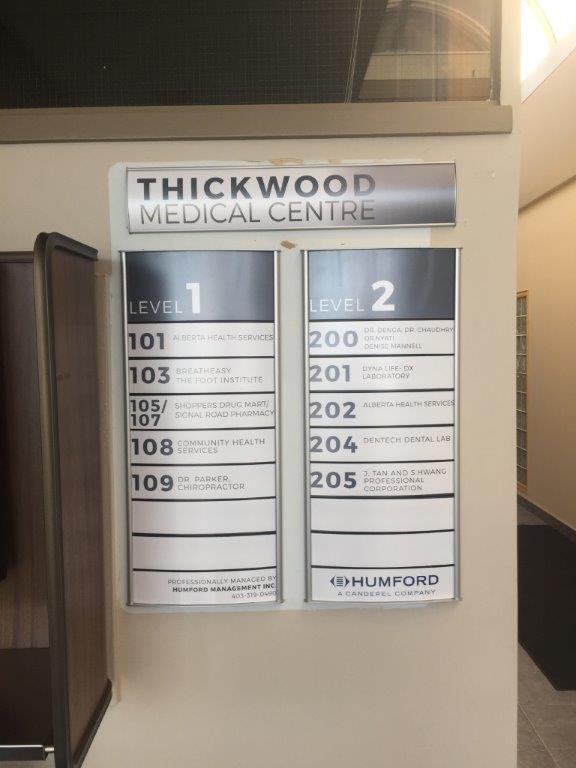 THICKWOOD
MEDICAL CENTRE
LEVEL 1
101 ALBERTA HEALTH SERVICES
103 BREATHEASY
THE FOOT INSTITUTE
105/
107 SHOPPERS DRUG MART/
SIGNAL ROAD PHARMACY
108 COMMUNITY HEALTH
SERVICES
109 DR. PARKER,
CHIROPRACTOR
PROFESSIONALLY MANAGED BY
HUMFORD MANAGEMENT INC
403-319-0490
LEVEL 2
200 DR. DENGA, DR. CHAUDHRY
DR.NYATI
DENISE MANNELL
201 DYNA LIFE- DX
LABORATORY
202 ALBERTA HEALTH SERVICES
204 DENTECH DENTAL LAB
205 J. TAN AND S.HWANG
PROFESSIONAL
CORPORATION
HUMFORD
A CANDEREL COMPANY